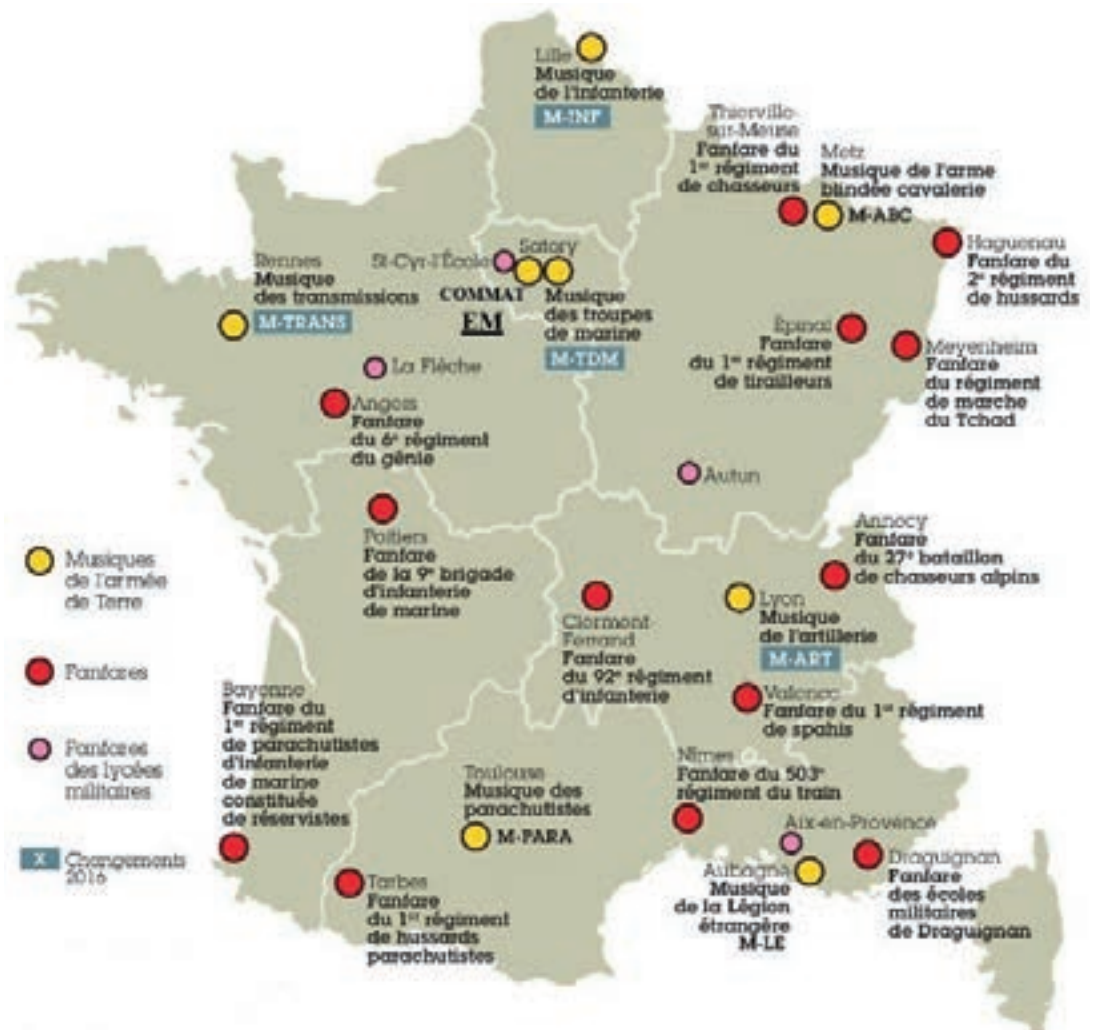 Lille
Musique
de l'infanterie
M-INF
Thierville-
sur-Meuse
Fanfare du
1er régiment
de chasseurs
Metz
Musique de l'arme
blindée cavalerie
M-ABC
Haguenau
Fanfare du
2e régiment
de hussards
Rennes
Musique
des transmissions
M-TRANS
St-Cyr-l'École
Satory
COMMAT
EM
Musique
des troupes
de marine
M-TDM
Épinal
Fanfare
du 1er régiment
de tirailleurs
Meyenheim
Fanfare
du régiment
de marche
du Tchad
La Flèche
Angers
Fanfare
du 6e régiment
du génie
Autun
Poitiers
Fanfare
de la 9e brigade
d'infanterie
de marine
Annecy
Fanfare
du 27e bataillon
de chasseurs alpins
Clermont-
Ferrand
Fanfare
du 92e régiment
d'infanterie
Lyon
Musique
de l'artillerie
M-ART
Valence
Fanfare du 1er régiment
de spahis
Bayonne
Fanfare du
1er régiment
de parachutistes
d'infanterie
de marine
constituée
de réservistes
Toulouse
Musique des
parachutistes
M-PARA
Nîmes
Fanfare du 503e
régiment du train
Aix-en-Provence
Aubagne
Musique
de la Légion
étrangère
M-LE
Draguignan
Fanfare
des écoles
militaires
de Draguignan
Tarbes
Fanfare
du 1er régiment
de hussards
parachutistes
Musiques
de l'armée
de Terre
Fanfares
Fanfares
des lycées
militaires
X Changements
2016